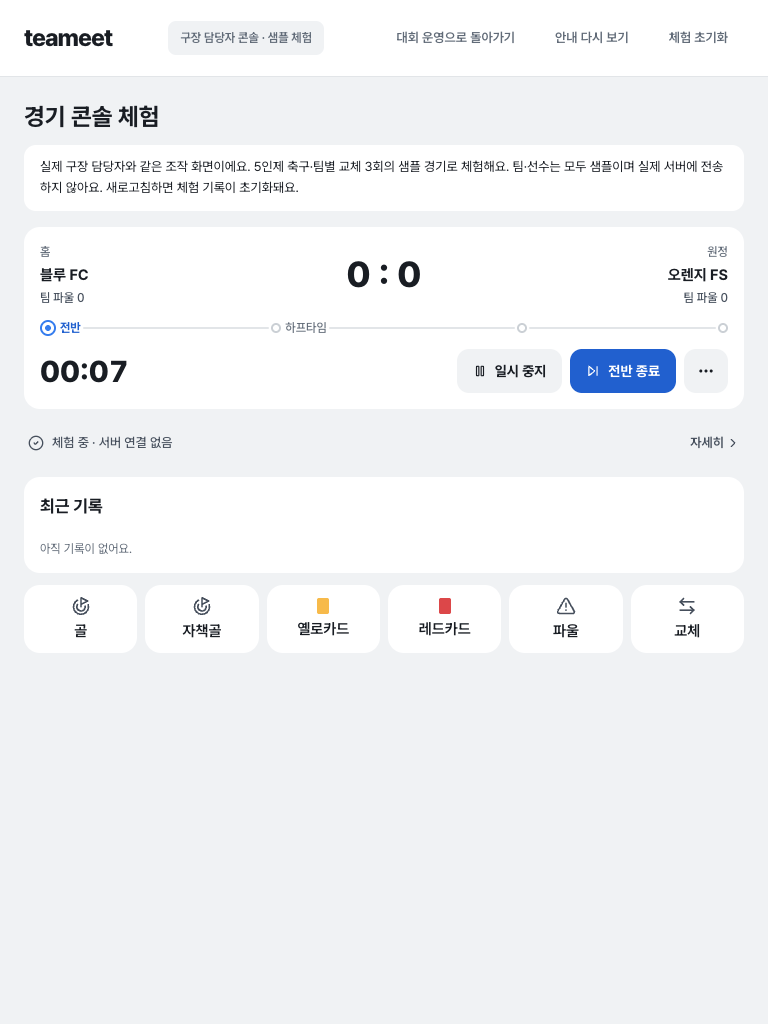 teameet
구장 담당자 콘솔 · 샘플 체험
대회 운영으로 돌아가기
안내 다시 보기
체험 초기화
경기 콘솔 체험
실제 구장 담당자와 같은 조작 화면이에요. 5인제 축구·팀별 교체 3회의 샘플 경기로 체험해요. 팀·선수는 모두 샘플이며 실제 서버에 전송
하지 않아요. 새로고침하면 체험 기록이 초기화돼요.
홈
블루 FC
팀 파울 0
0 : 0
원정
오렌지 FS
팀 파울 0
전반
하프타임
00:07
일시 중지
전반 종료
체험 중 · 서버 연결 없음
자세히
최근 기록
아직 기록이 없어요.
골
자책골
옐로카드
레드카드
파울
교체